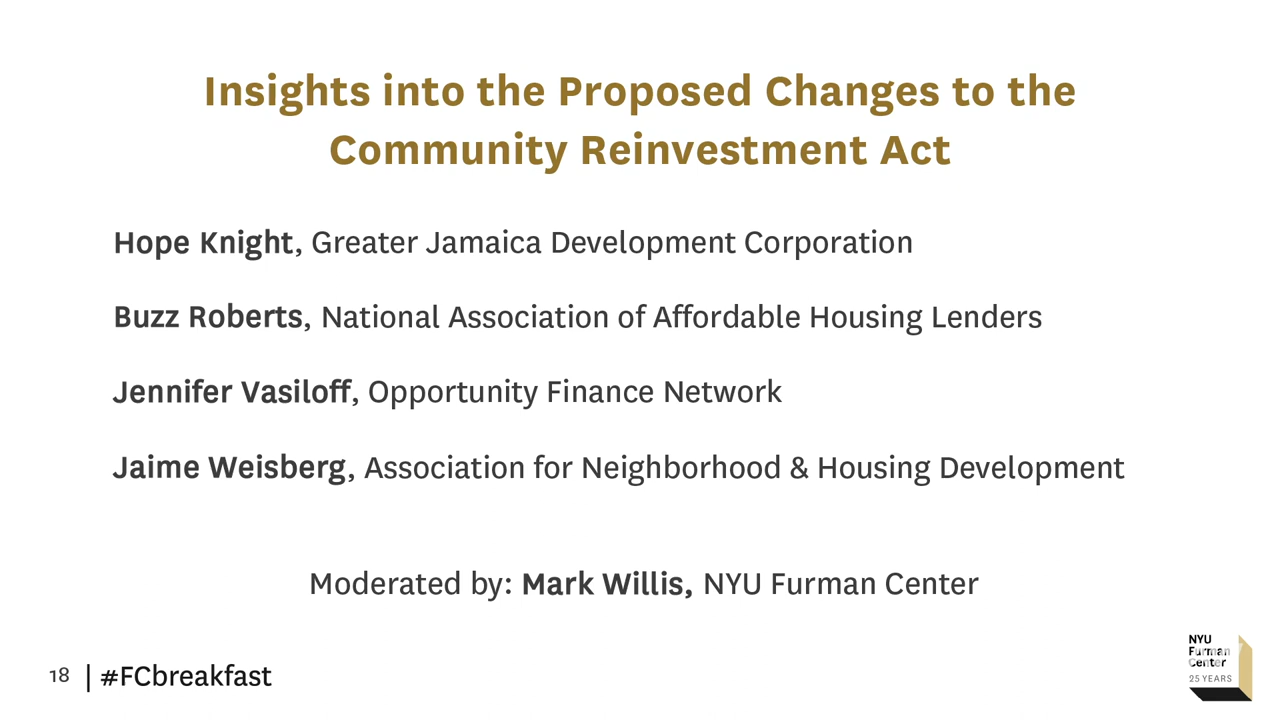 Insights into the Proposed Changes to the
Community Reinvestment Act
Hope Knight, Greater Jamaica Development Corporation
Buzz Roberts, National Association of Affordable Housing Lenders
Jennifer Vasiloff, Opportunity Finance Network
Jaime Weisberg, Association for Neighborhood & Housing Development
Moderated by: Mark Willis, NYU Furman Center
18 | #FCbreakfast
NYU
Furman
Center
25 YEARS